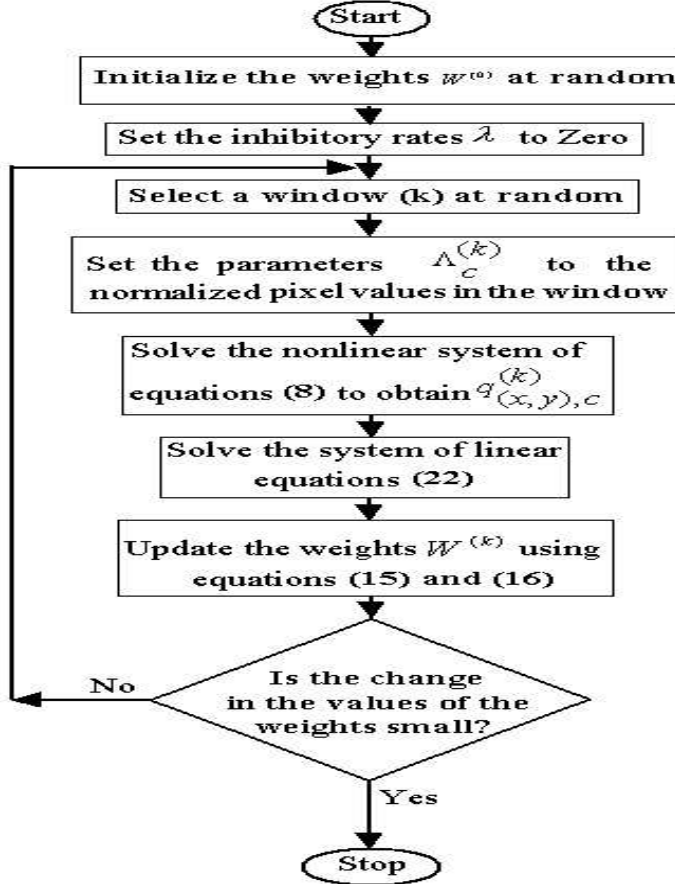 Start
Initialize the weights w⁽⁰⁾ at random
Set the inhibitory rates λ to Zero
Select a window (k) at random
Set the parameters Λ_c^(k) to the
normalized pixel values in the window
Solve the nonlinear system of
equations (8) to obtain q_(x,y),c^(k)
Solve the system of linear
equations (22)
Update the weights W^(k) using
equations (15) and (16)
Is the change
in the values of the
weights small?
No
Yes
Stop